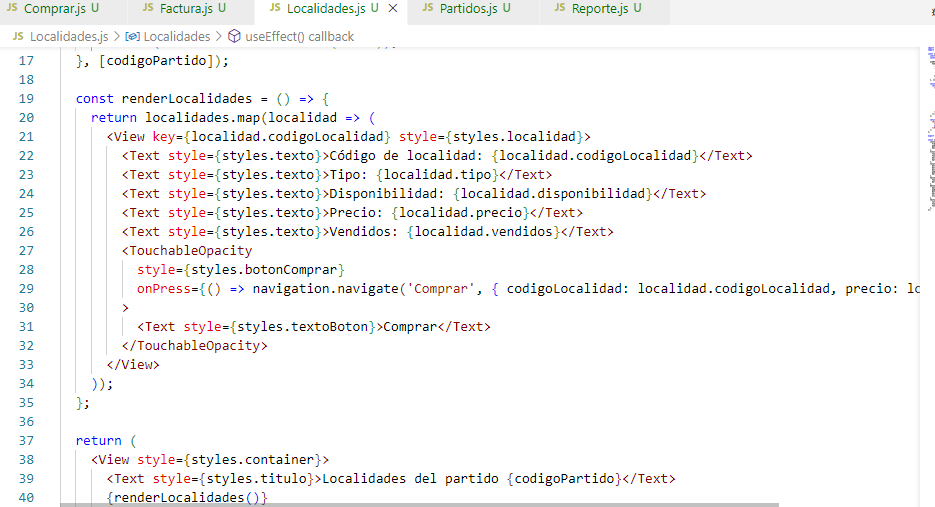 JS Comprar.js U JS Factura.js U JS Localidades.js U × JS Partidos.js U JS Reporte.js U
JS Localidades.js > Localidades > useEffect() callback
17 }, [codigoPartido]);
18
19 const renderLocalidades = () => {
20 return localidades.map(localidad => (
21 <View key={localidad.codigoLocalidad} style={styles.localidad}>
22 <Text style={styles.texto}>Código de localidad: {localidad.codigoLocalidad}</Text>
23 <Text style={styles.texto}>Tipo: {localidad.tipo}</Text>
24 <Text style={styles.texto}>Disponibilidad: {localidad.disponibilidad}</Text>
25 <Text style={styles.texto}>Precio: {localidad.precio}</Text>
26 <Text style={styles.texto}>Vendidos: {localidad.vendidos}</Text>
27 <TouchableOpacity
28 style={styles.botonComprar}
29 onPress={() => navigation.navigate('Comprar', { codigoLocalidad: localidad.codigoLocalidad, precio: lo
30 >
31 <Text style={styles.textoBoton}>Comprar</Text>
32 </TouchableOpacity>
33 </View>
34 ));
35 };
36
37 return (
38 <View style={styles.container}>
39 <Text style={styles.titulo}>Localidades del partido {codigoPartido}</Text>
40 {renderLocalidades()}